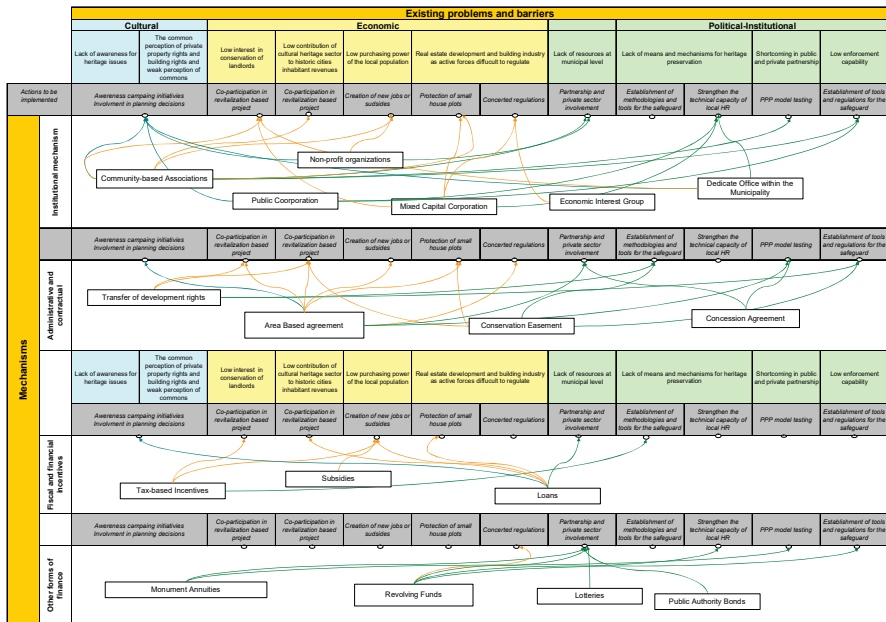 Existing problems and barriers
Cultural
Economic
Political-Institutional
Lack of awareness for
heritage issues
The common
perception of private
property rights and
building rights and
weak perception of
commons
Low interest in
conservation of
landlords
Low contribution of
cultural heritage sector
to historic cities
inhabitant revenues
Low purchasing power
of the local population
Real estate development and building industry
as active forces diffucult to regulate
Lack of resources at
municipal level
Lack of means and mechanisms for heritage
preservation
Shortcoming in public
and private partnership
Low enforcement
capability
Actions to be
implemented
Awareness campaing initiatives
Involvement in planning decisions
Co-participation in
revitalization based
project
Co-participation in
revitalization based
project
Creation of new jobs or
sudsides
Protection of small
house plots
Concerted regulations
Partnership and
private sector
involvement
Establishment of
methodologies and
tools for the safeguard
Strengthen the
technical capacity of
local HR
PPP model testing
Establishment of tools
and regulations for the
safeguard
Mechanisms
Institutional mechanism
Non-profit organizations
Community-based Associations
Public Coorporation
Mixed Capital Corporation
Economic Interest Group
Dedicate Office within the
Municipality
Awareness campaing initiatives
Involvement in planning decisions
Co-participation in
revitalization based
project
Co-participation in
revitalization based
project
Creation of new jobs or
sudsides
Protection of small
house plots
Concerted regulations
Partnership and
private sector
involvement
Establishment of
methodologies and
tools for the safeguard
Strengthen the
technical capacity of
local HR
PPP model testing
Establishment of tools
and regulations for the
safeguard
Administrative and
contractual
Transfer of development rights
Area Based agreement
Conservation Easement
Concession Agreement
Lack of awareness for
heritage issues
The common
perception of private
property rights and
building rights and
weak perception of
commons
Low interest in
conservation of
landlords
Low contribution of
cultural heritage sector
to historic cities
inhabitant revenues
Low purchasing power
of the local population
Real estate development and building industry
as active forces diffucult to regulate
Lack of resources at
municipal level
Lack of means and mechanisms for heritage
preservation
Shortcoming in public
and private partnership
Low enforcement
capability
Awareness campaing initiatives
Involvement in planning decisions
Co-participation in
revitalization based
project
Co-participation in
revitalization based
project
Creation of new jobs or
sudsides
Protection of small
house plots
Concerted regulations
Partnership and
private sector
involvement
Establishment of
methodologies and
tools for the safeguard
Strengthen the
technical capacity of
local HR
PPP model testing
Establishment of tools
and regulations for the
safeguard
Fiscal and financial
incentives
Tax-based Incentives
Subsidies
Loans
Awareness campaing initiatives
Involvement in planning decisions
Co-participation in
revitalization based
project
Co-participation in
revitalization based
project
Creation of new jobs or
sudsides
Protection of small
house plots
Concerted regulations
Partnership and
private sector
involvement
Establishment of
methodologies and
tools for the safeguard
Strengthen the
technical capacity of
local HR
PPP model testing
Establishment of tools
and regulations for the
safeguard
Other forms of
finance
Monument Annuities
Revolving Funds
Lotteries
Public Authority Bonds